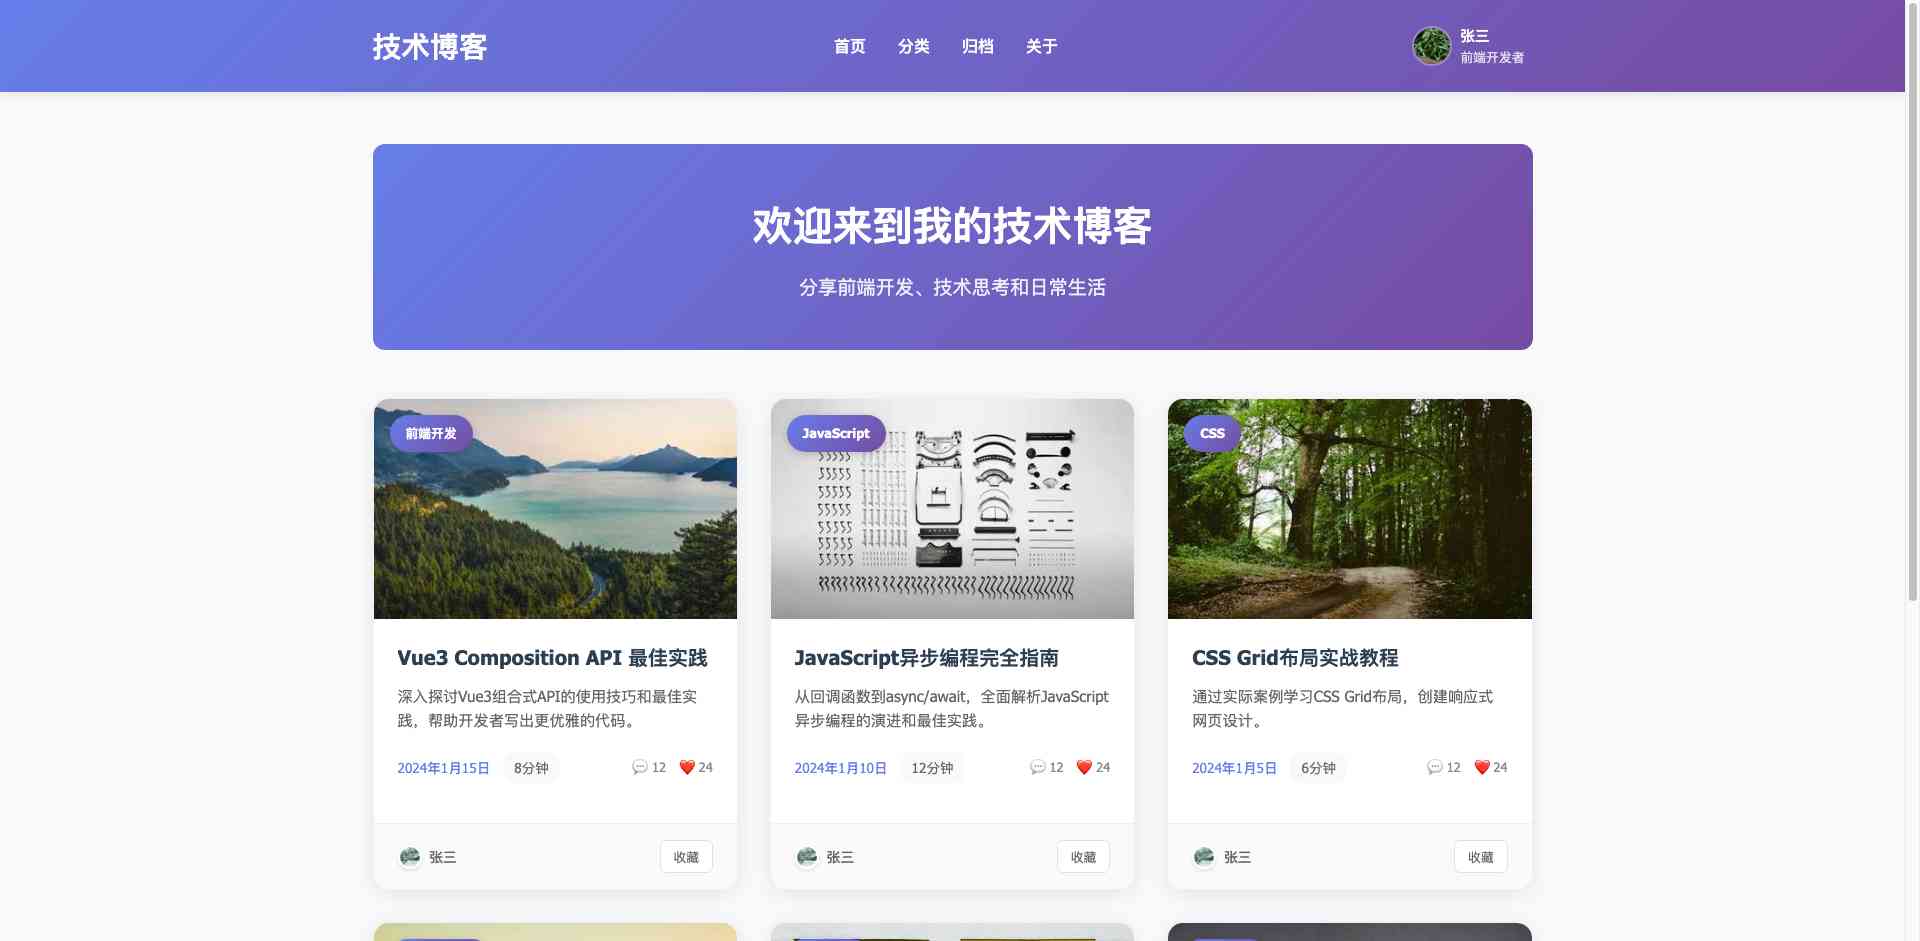 技术博客
首页
分类
归档
关于
张三
前端开发者
欢迎来到我的技术博客
分享前端开发、技术思考和日常生活
前端开发
Vue3 Composition API 最佳实践
深入探讨Vue3组合式API的使用技巧和最佳实
践，帮助开发者写出更优雅的代码。
2024年1月15日
8分钟
12
24
张三
收藏
JavaScript
JavaScript异步编程完全指南
从回调函数到async/await，全面解析JavaScript
异步编程的演进和最佳实践。
2024年1月10日
12分钟
12
24
张三
收藏
CSS
CSS Grid布局实战教程
通过实际案例学习CSS Grid布局，创建响应式
网页设计。
2024年1月5日
6分钟
12
24
张三
收藏